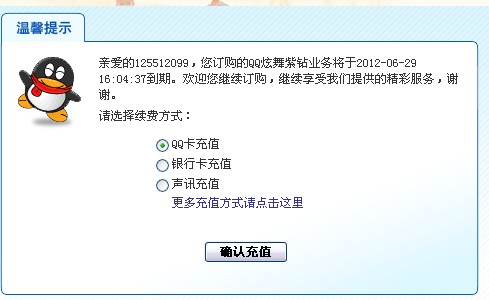 温馨提示
亲爱的125512099，您订购的QQ炫舞紫钻业务将于2012-06-29
16:04:37到期。欢迎您继续订购，继续享受我们提供的精彩服务，谢
谢。
请选择续费方式：
QQ卡充值
银行卡充值
声讯充值
更多充值方式请点击这里
确认充值